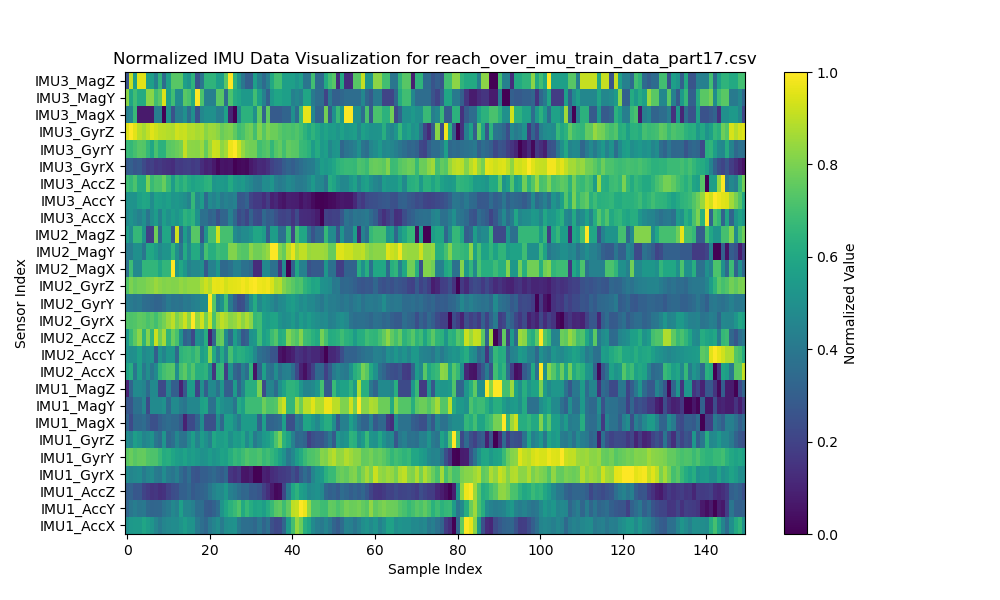 Normalized IMU Data Visualization for reach_over_imu_train_data_part17.csv
IMU3_MagZ
IMU3_MagY
IMU3_MagX
IMU3_GyrZ
IMU3_GyrY
IMU3_GyrX
IMU3_AccZ
IMU3_AccY
IMU3_AccX
IMU2_MagZ
IMU2_MagY
IMU2_MagX
IMU2_GyrZ
IMU2_GyrY
IMU2_GyrX
IMU2_AccZ
IMU2_AccY
IMU2_AccX
IMU1_MagZ
IMU1_MagY
IMU1_MagX
IMU1_GyrZ
IMU1_GyrY
IMU1_GyrX
IMU1_AccZ
IMU1_AccY
IMU1_AccX
Sensor Index
0 20 40 60 80 100 120 140
Sample Index
1.0
0.8
0.6
0.4
0.2
0.0
Normalized Value